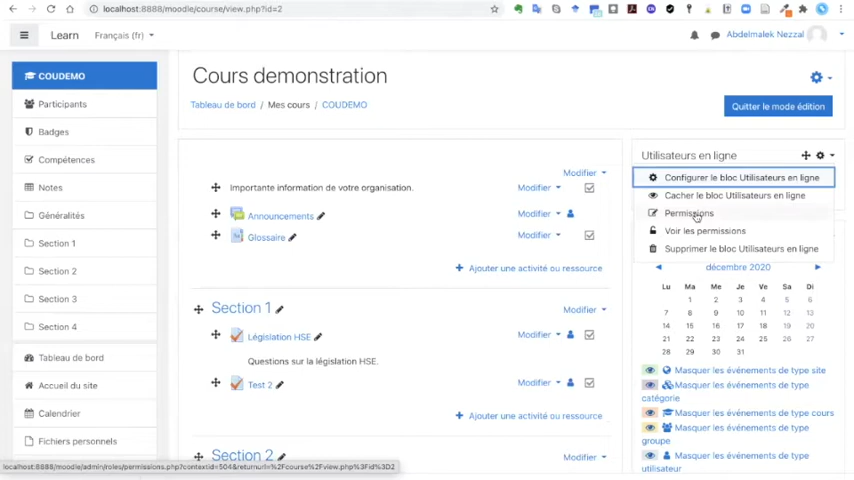 localhost:8888/moodle/course/view.php?id=2
Learn
Français (fr)
Abdelmalek Nezzal
COUDEMO
Participants
Badges
Compétences
Notes
Généralités
Section 1
Section 2
Section 3
Section 4
Tableau de bord
Accueil du site
Calendrier
Fichiers personnels
Cours demonstration
Tableau de bord / Mes cours / COUDEMO
Quitter le mode édition
Modifier
Importante information de votre organisation.
Modifier
Announcements
Modifier
Glossaire
Modifier
+ Ajouter une activité ou ressource
Section 1
Modifier
Législation HSE
Modifier
Questions sur la législation HSE.
Test 2
Modifier
+ Ajouter une activité ou ressource
Section 2
Modifier
Utilisateurs en ligne
Configurer le bloc Utilisateurs en ligne
Cacher le bloc Utilisateurs en ligne
Permissions
Voir les permissions
Supprimer le bloc Utilisateurs en ligne
décembre 2020
Lu Ma Me Je Ve Sa Di
1 2 3 4 5 6
7 8 9 10 11 12 13
14 15 16 17 18 19 20
21 22 23 24 25 26 27
28 29 30 31
Masquer les événements de type site
Masquer les événements de type
catégorie
Masquer les événements de type cours
Masquer les événements de type
groupe
Masquer les événements de type
utilisateur
localhost:8888/moodle/admin/roles/permissions.php?contextid=504&returnurl=%2Fcourse%2Fview.php%3Fid%3D2